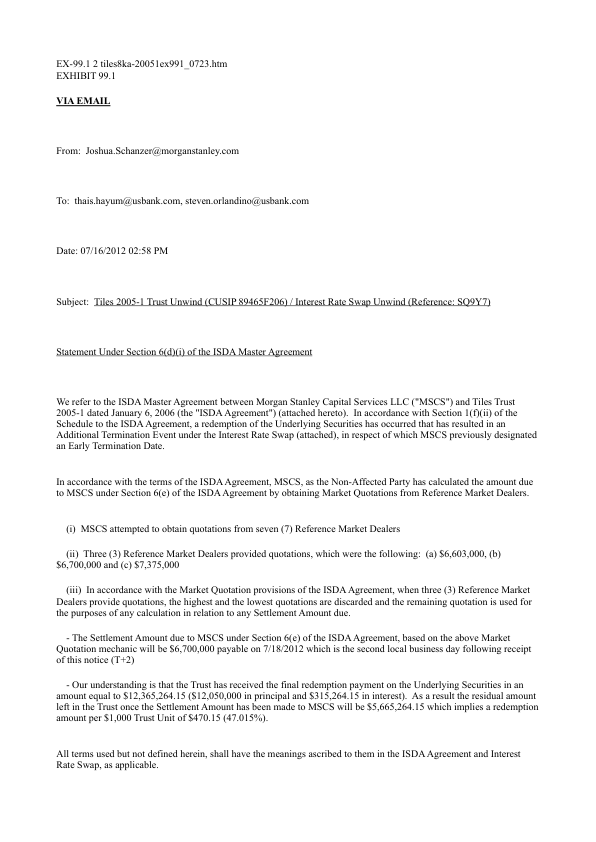 EX-99.1 2 tiles8ka-20051ex991_0723.htm
EXHIBIT 99.1
VIA EMAIL
From:  Joshua.Schanzer@morganstanley.com
To:  thais.hayum@usbank.com, steven.orlandino@usbank.com
Date: 07/16/2012 02:58 PM
Subject:  Tiles 2005-1 Trust Unwind (CUSIP 89465F206) / Interest Rate Swap Unwind (Reference: SQ9Y7)
Statement Under Section 6(d)(i) of the ISDA Master Agreement
We refer to the ISDA Master Agreement between Morgan Stanley Capital Services LLC ("MSCS") and Tiles Trust
2005-1 dated January 6, 2006 (the "ISDA Agreement") (attached hereto).  In accordance with Section 1(f)(ii) of the
Schedule to the ISDA Agreement, a redemption of the Underlying Securities has occurred that has resulted in an
Additional Termination Event under the Interest Rate Swap (attached), in respect of which MSCS previously designated
an Early Termination Date.
In accordance with the terms of the ISDA Agreement, MSCS, as the Non-Affected Party has calculated the amount due
to MSCS under Section 6(e) of the ISDA Agreement by obtaining Market Quotations from Reference Market Dealers.
(i)  MSCS attempted to obtain quotations from seven (7) Reference Market Dealers
(ii)  Three (3) Reference Market Dealers provided quotations, which were the following:  (a) $6,603,000, (b)
$6,700,000 and (c) $7,375,000
(iii)  In accordance with the Market Quotation provisions of the ISDA Agreement, when three (3) Reference Market
Dealers provide quotations, the highest and the lowest quotations are discarded and the remaining quotation is used for
the purposes of any calculation in relation to any Settlement Amount due.
- The Settlement Amount due to MSCS under Section 6(e) of the ISDA Agreement, based on the above Market
Quotation mechanic will be $6,700,000 payable on 7/18/2012 which is the second local business day following receipt
of this notice (T+2)
- Our understanding is that the Trust has received the final redemption payment on the Underlying Securities in an
amount equal to $12,365,264.15 ($12,050,000 in principal and $315,264.15 in interest).  As a result the residual amount
left in the Trust once the Settlement Amount has been made to MSCS will be $5,665,264.15 which implies a redemption
amount per $1,000 Trust Unit of $470.15 (47.015%).
All terms used but not defined herein, shall have the meanings ascribed to them in the ISDA Agreement and Interest
Rate Swap, as applicable.